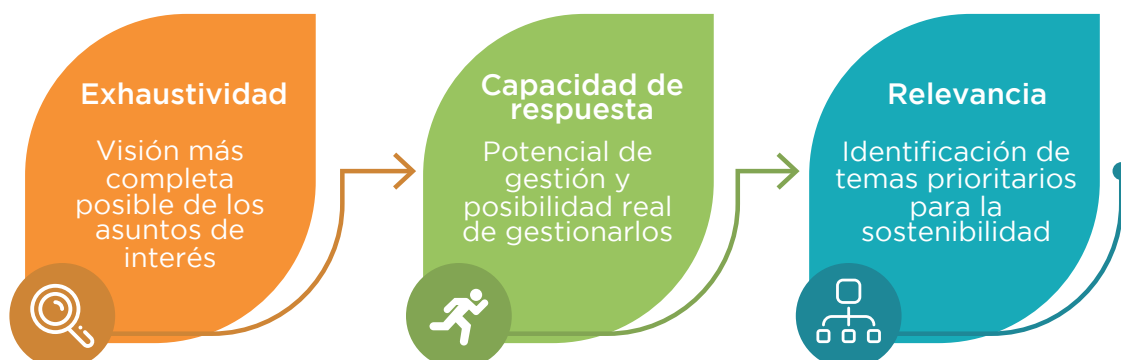 Exhaustividad
Visión más
completa
posible de los
asuntos de
interés
Capacidad de
respuesta
Potencial de
gestión y
posibilidad real
de gestionarlos
Relevancia
Identificación de
temas prioritarios
para la
sostenibilidad